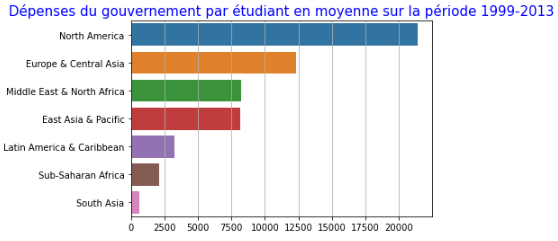 Dépenses du gouvernement par étudiant en moyenne sur la période 1999-2013
North America
Europe & Central Asia
Middle East & North Africa
East Asia & Pacific
Latin America & Caribbean
Sub-Saharan Africa
South Asia
0 2500 5000 7500 10000 12500 15000 17500 20000